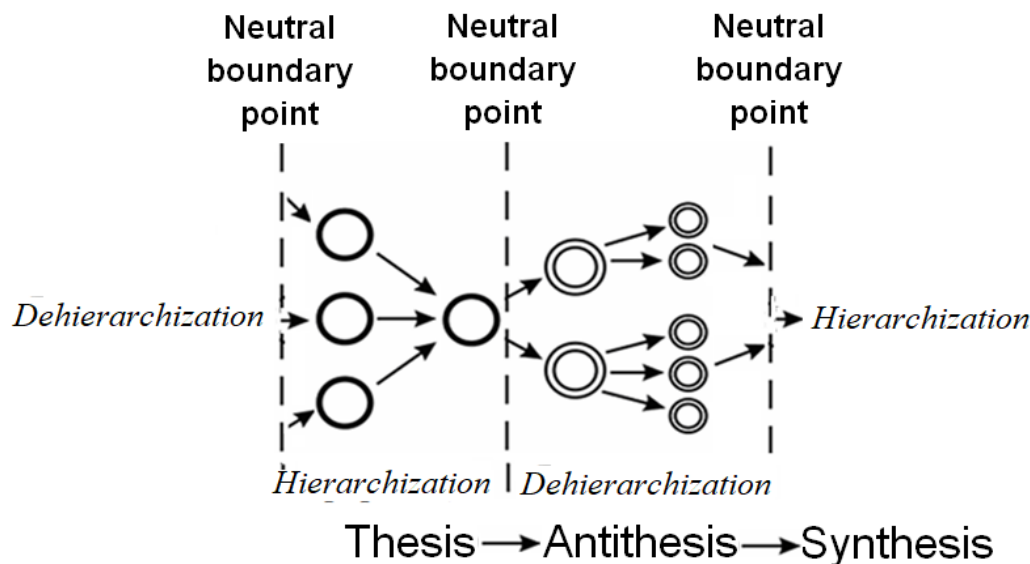 Neutral boundary point
Neutral boundary point
Neutral boundary point
Dehierarchization
Hierarchization
Hierarchization
Dehierarchization
Thesis → Antithesis → Synthesis